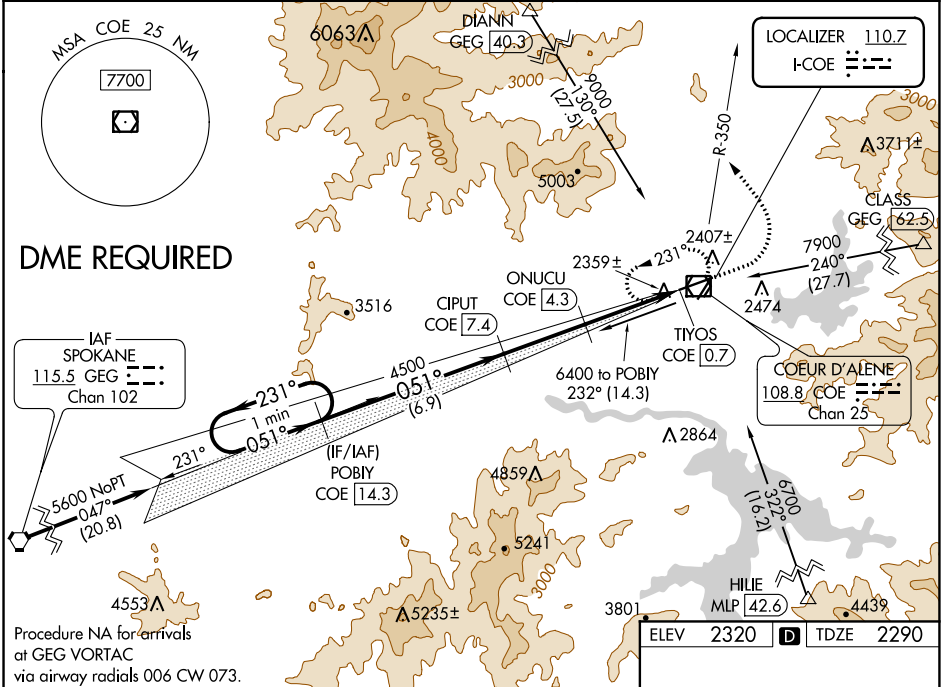 MSA COE 25 NM
7700
6063
DIANN
GEG 40.3
3000
9000
130°
(27.5)
4000
5003
R-350
LOCALIZER 110.7
I-COE
3000
3711±
CLASS
GEG 62.5
7900
240°
(27.7)
DME REQUIRED
2407±
2359±
231°
2474
ONUCU
COE 4.3
CIPUT
COE 7.4
3516
TIYOS
COE 0.7
IAF
SPOKANE
115.5 GEG
Chan 102
4500
051°
(6.9)
6400 to POBIY
232° (14.3)
COEUR D'ALENE
108.8 COE
Chan 25
231°
1 min
051°
231°
(IF/IAF)
POBIY
COE 14.3
2864
5600 NoPT
047°
(20.8)
4859
5241
3000
6700
322°
(16.2)
HILIE
MLP 42.6
4553
5235±
3801
4439
Procedure NA for arrivals
at GEG VORTAC
via airway radials 006 CW 073.
ELEV 2320 D TDZE 2290